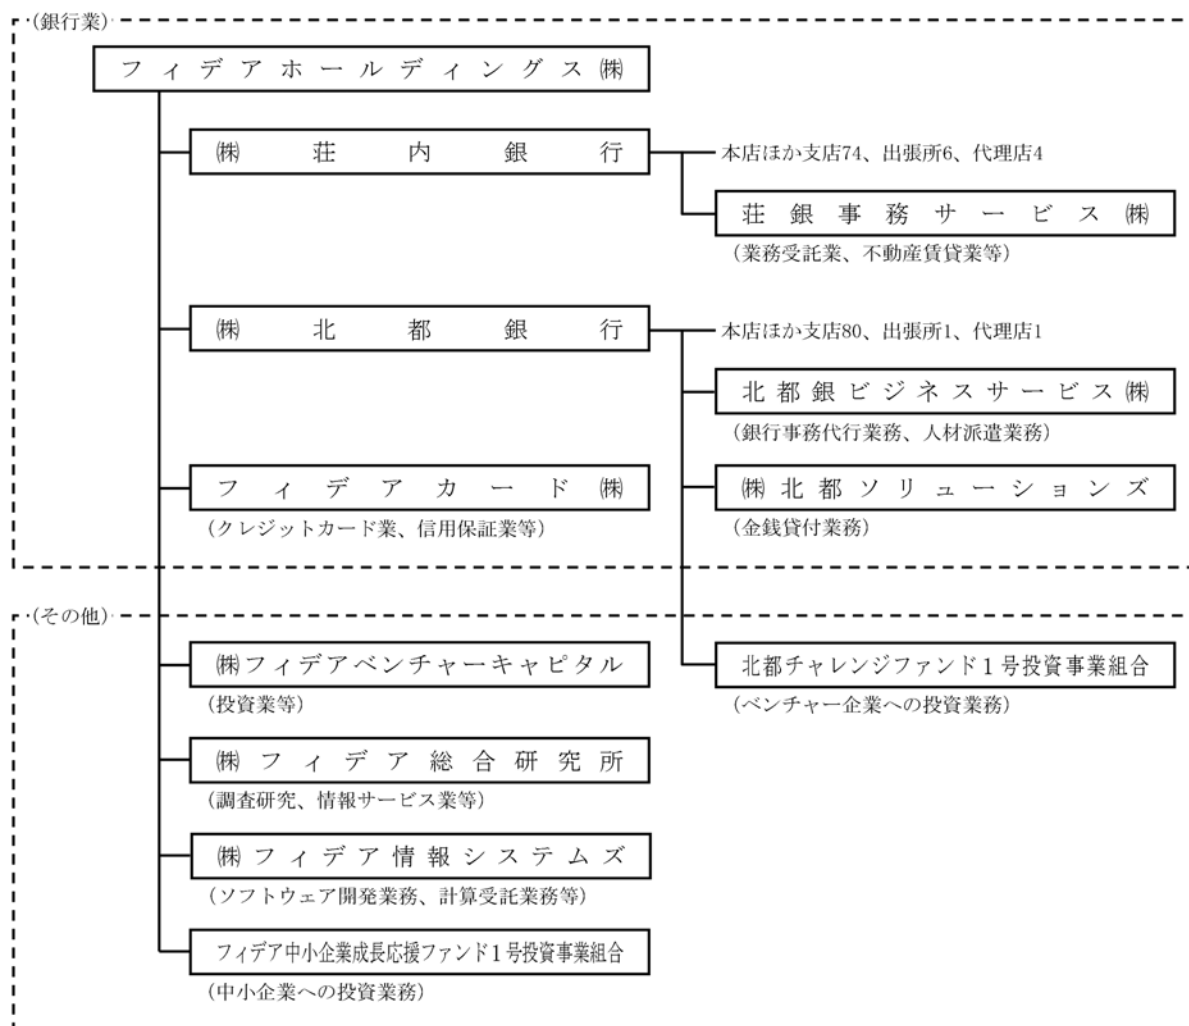 (銀行業)
フィデアホールディングス㈱
㈱荘内銀行
本店ほか支店74、出張所6、代理店4
荘銀事務サービス㈱
(業務受託業、不動産賃貸業等)
㈱北都銀行
本店ほか支店80、出張所1、代理店1
北都銀ビジネスサービス㈱
(銀行事務代行業務、人材派遣業務)
フィデアカード㈱
(クレジットカード業、信用保証業等)
㈱北都ソリューションズ
(金銭貸付業務)
(その他)
㈱フィデアベンチャーキャピタル
(投資業等)
北都チャレンジファンド1号投資事業組合
(ベンチャー企業への投資業務)
㈱フィデア総合研究所
(調査研究、情報サービス業等)
㈱フィデア情報システムズ
(ソフトウェア開発業務、計算受託業務等)
フィデア中小企業成長応援ファンド1号投資事業組合
(中小企業への投資業務)